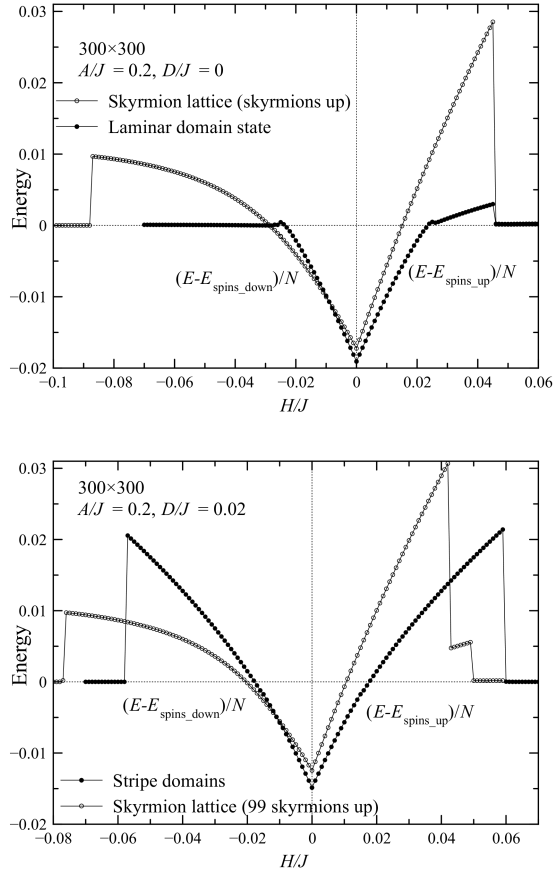 0.03
300×300
A/J = 0.2, D/J = 0
0.02
Skyrmion lattice (skyrmions up)
Laminar domain state
0.01
Energy
0
(E-Espins_down)/N
(E-Espins_up)/N
−0.01
−0.02
−0.1 −0.08 −0.06 −0.04 −0.02 0 0.02 0.04 0.06
H/J
0.03
300×300
A/J = 0.2, D/J = 0.02
0.02
0.01
Energy
0
(E-Espins_down)/N
(E-Espins_up)/N
−0.01
Stripe domains
Skyrmion lattice (99 skyrmions up)
−0.02
−0.08 −0.06 −0.04 −0.02 0 0.02 0.04 0.06
H/J